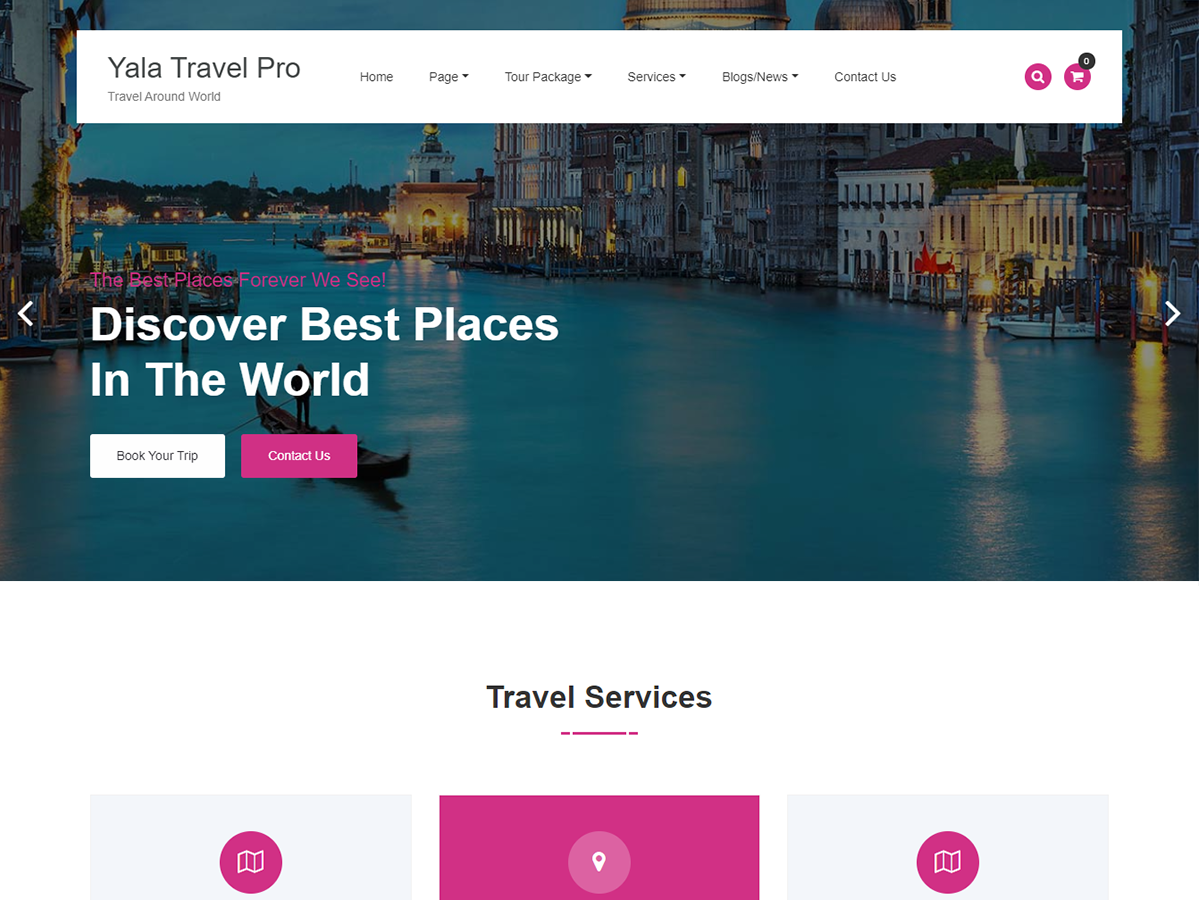 Yala Travel Pro
Travel Around World
Home Page Tour Package Services Blogs/News Contact Us
0
The Best Places Forever We See!
Discover Best Places
In The World
Book Your Trip Contact Us
Travel Services